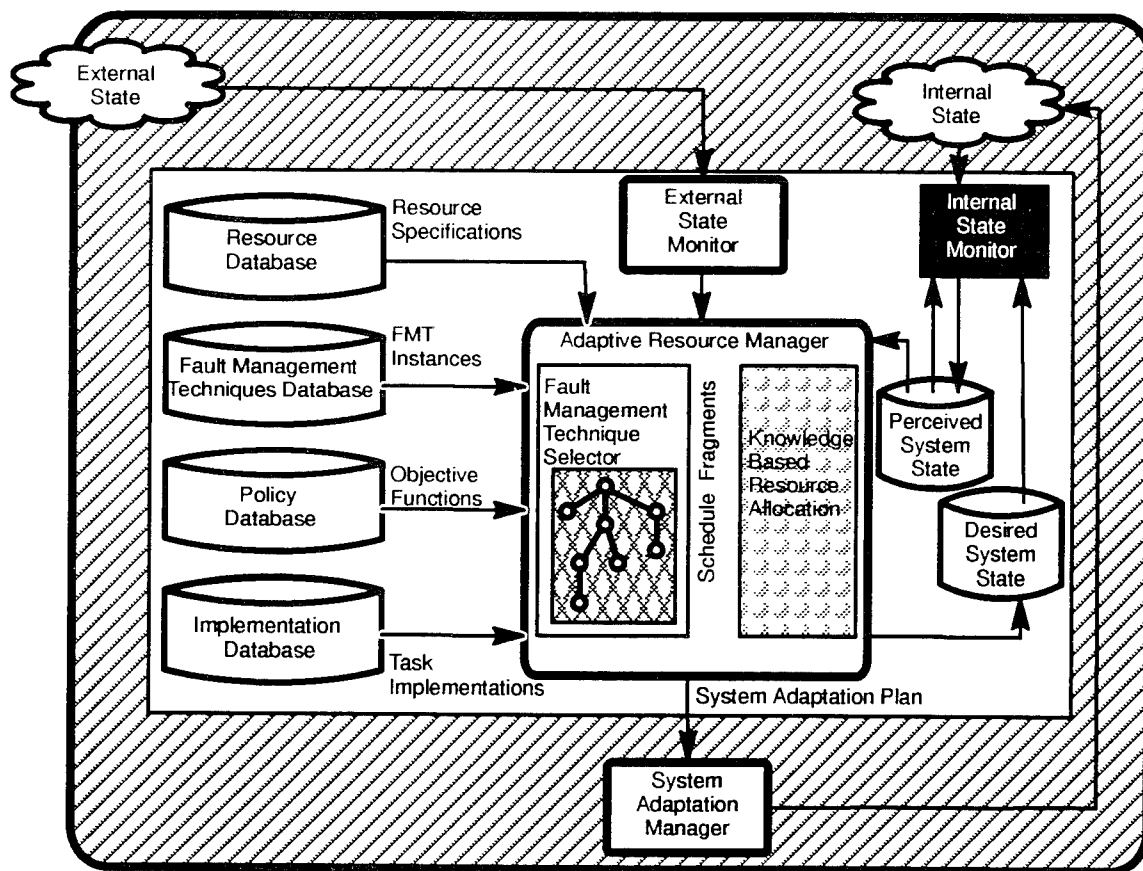 External
State
Internal
State
Resource
Database
Resource
Specifications
External
State
Monitor
Internal
State
Monitor
Fault Management
Techniques Database
FMT
Instances
Adaptive Resource Manager
Fault
Management
Technique
Selector
Schedule Fragments
Knowledge
Based
Resource
Allocation
Perceived
System
State
Policy
Database
Objective
Functions
Desired
System
State
Implementation
Database
Task
Implementations
System Adaptation Plan
System
Adaptation
Manager